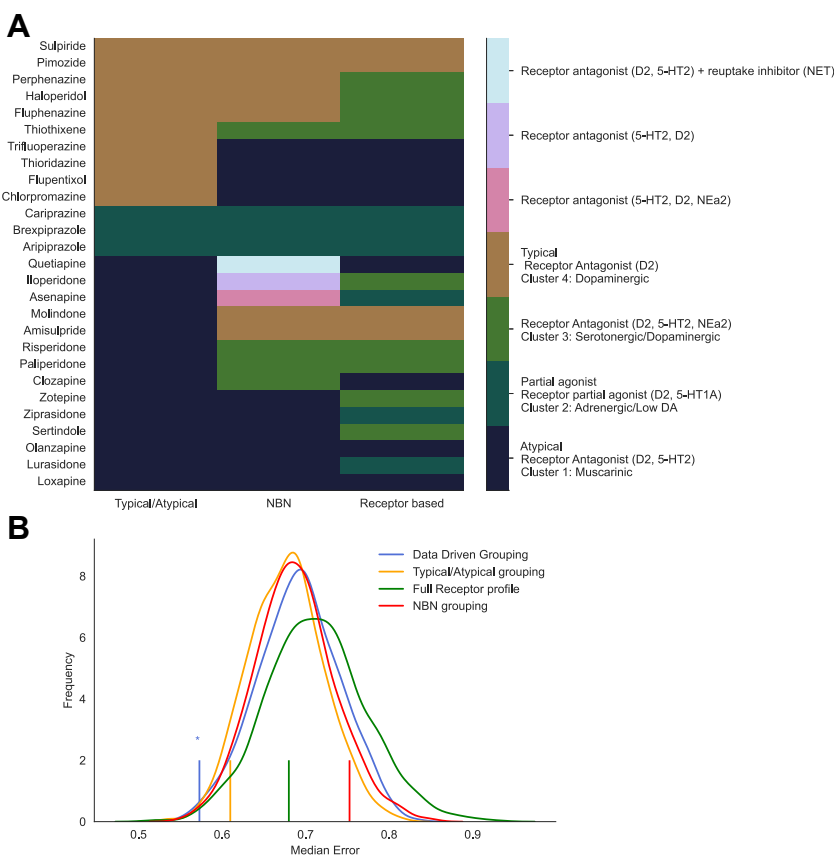 A
Sulpiride
Pimozide
Perphenazine
Haloperidol
Fluphenazine
Thiothixene
Trifluoperazine
Thioridazine
Flupentixol
Chlorpromazine
Cariprazine
Brexpiprazole
Aripiprazole
Quetiapine
Iloperidone
Asenapine
Molindone
Amisulpride
Risperidone
Paliperidone
Clozapine
Zotepine
Ziprasidone
Sertindole
Olanzapine
Lurasidone
Loxapine
Typical/Atypical NBN Receptor based
Receptor antagonist (D2, 5-HT2) + reuptake inhibitor (NET)
Receptor antagonist (5-HT2, D2)
Receptor antagonist (5-HT2, D2, NEa2)
Typical
Receptor Antagonist (D2)
Cluster 4: Dopaminergic
Receptor Antagonist (D2, 5-HT2, NEa2)
Cluster 3: Serotonergic/Dopaminergic
Partial agonist
Receptor partial agonist (D2, 5-HT1A)
Cluster 2: Adrenergic/Low DA
Atypical
Receptor Antagonist (D2, 5-HT2)
Cluster 1: Muscarinic
B
Data Driven Grouping
Typical/Atypical grouping
Full Receptor profile
NBN grouping
Frequency
8
6
4
2
0
*
0.5 0.6 0.7 0.8 0.9
Median Error